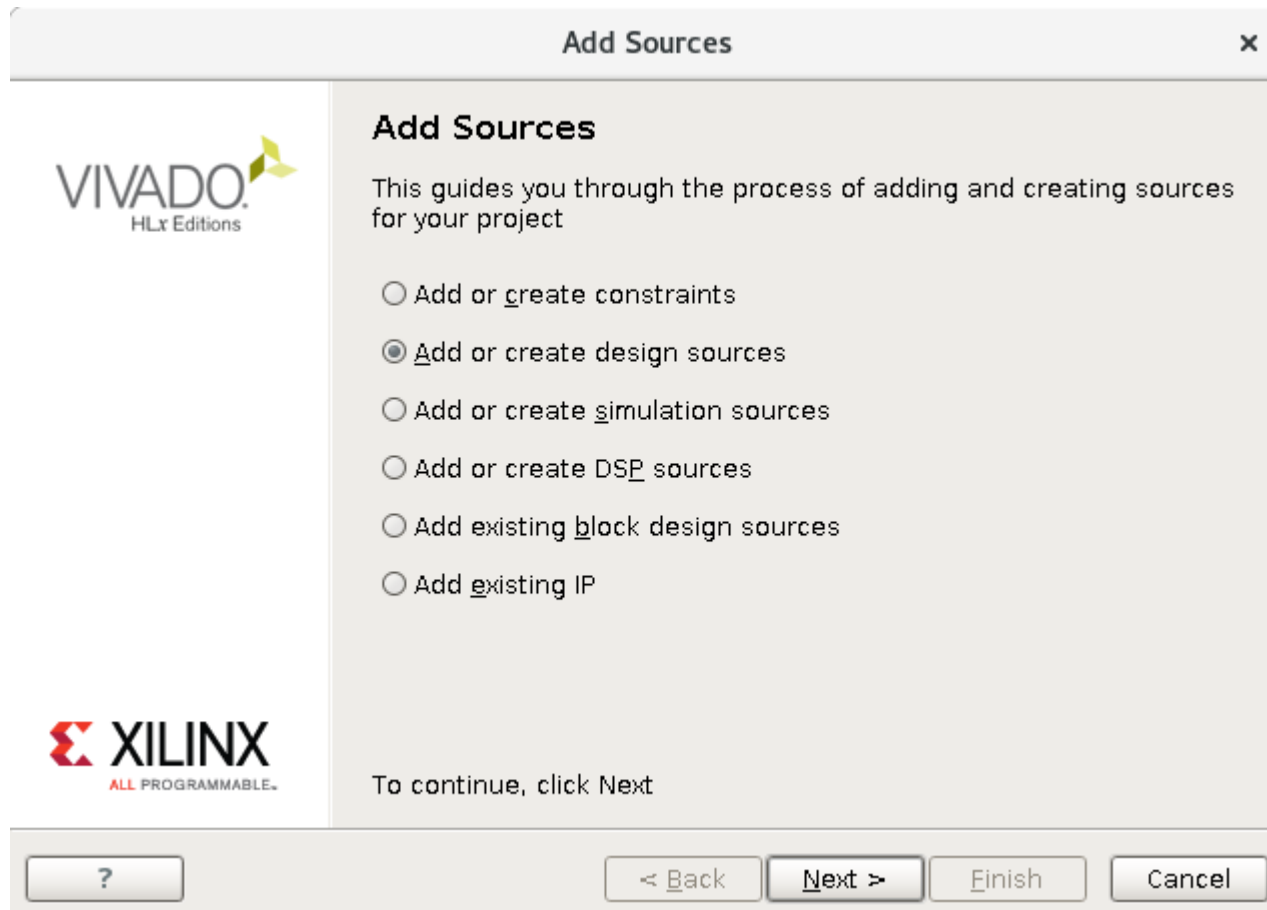 Add Sources
×
VIVADO.
HLx Editions
Add Sources
This guides you through the process of adding and creating sources
for your project
Add or create constraints
Add or create design sources
Add or create simulation sources
Add or create DSP sources
Add existing block design sources
Add existing IP
XILINX
ALL PROGRAMMABLE™
To continue, click Next
?
< Back
Next >
Finish
Cancel